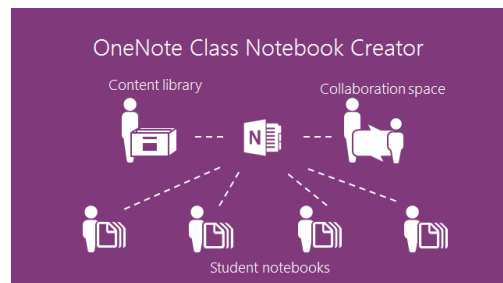 OneNote Class Notebook Creator
Content library
Collaboration space
N
Student notebooks